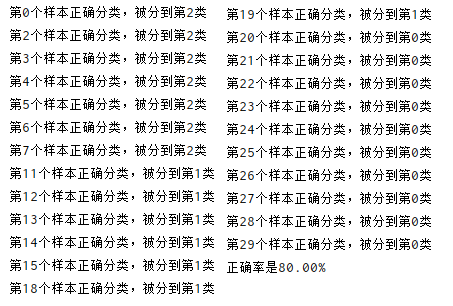 第0个样本正确分类，被分到第2类
第2个样本正确分类，被分到第2类
第3个样本正确分类，被分到第2类
第4个样本正确分类，被分到第2类
第5个样本正确分类，被分到第2类
第6个样本正确分类，被分到第2类
第7个样本正确分类，被分到第2类
第11个样本正确分类，被分到第1类
第12个样本正确分类，被分到第1类
第13个样本正确分类，被分到第1类
第14个样本正确分类，被分到第1类
第15个样本正确分类，被分到第1类
第18个样本正确分类，被分到第1类
第19个样本正确分类，被分到第1类
第20个样本正确分类，被分到第0类
第21个样本正确分类，被分到第0类
第22个样本正确分类，被分到第0类
第23个样本正确分类，被分到第0类
第24个样本正确分类，被分到第0类
第25个样本正确分类，被分到第0类
第26个样本正确分类，被分到第0类
第27个样本正确分类，被分到第0类
第28个样本正确分类，被分到第0类
第29个样本正确分类，被分到第0类
正确率是80.00%